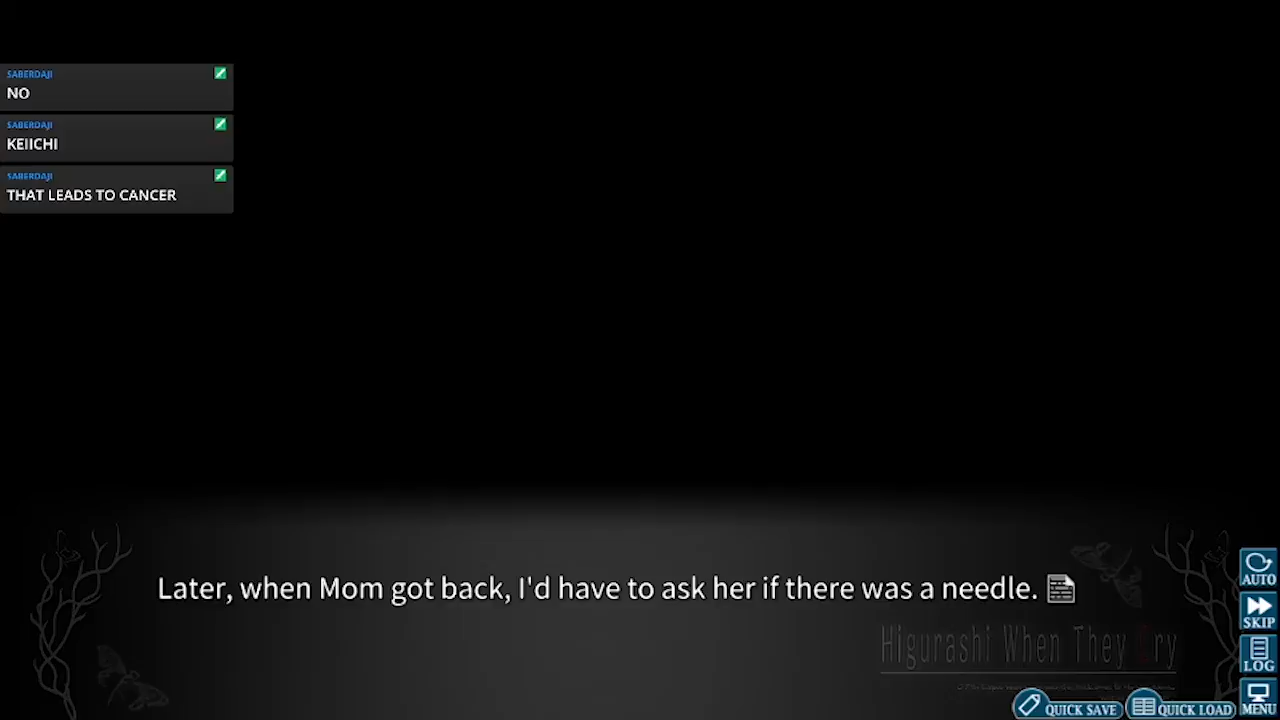 SABERDAJI
NO
SABERDAJI
KEIICHI
SABERDAJI
THAT LEADS TO CANCER
Later, when Mom got back, I'd have to ask her if there was a needle.
Higurashi When They Cry
AUTO
SKIP
LOG
MENU
QUICK SAVE
QUICK LOAD